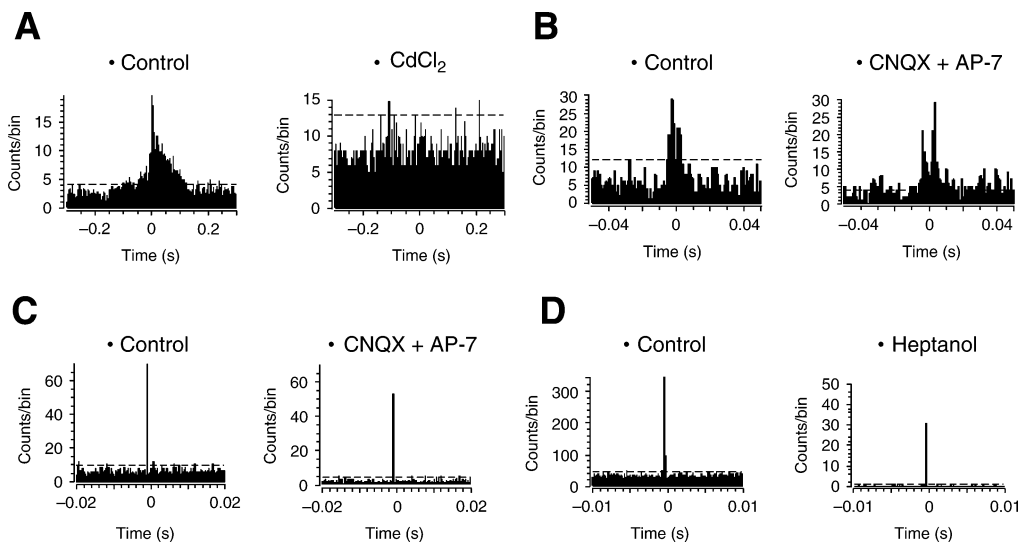 A
• Control
Counts/bin
15
10
5
0
−0.2
0
0.2
Time (s)
• CdCl2
Counts/bin
15
10
5
0
−0.2
0
0.2
Time (s)
B
• Control
Counts/bin
30
25
20
15
10
5
0
−0.04
0
0.04
Time (s)
• CNQX + AP-7
Counts/bin
30
25
20
15
10
5
0
−0.04
0
0.04
Time (s)
C
• Control
Counts/bin
60
40
20
0
−0.02
0
0.02
Time (s)
• CNQX + AP-7
Counts/bin
60
40
20
0
−0.02
0
0.02
Time (s)
D
• Control
Counts/bin
300
200
100
0
−0.01
0
0.01
Time (s)
• Heptanol
Counts/bin
50
40
30
20
10
0
−0.01
0
0.01
Time (s)